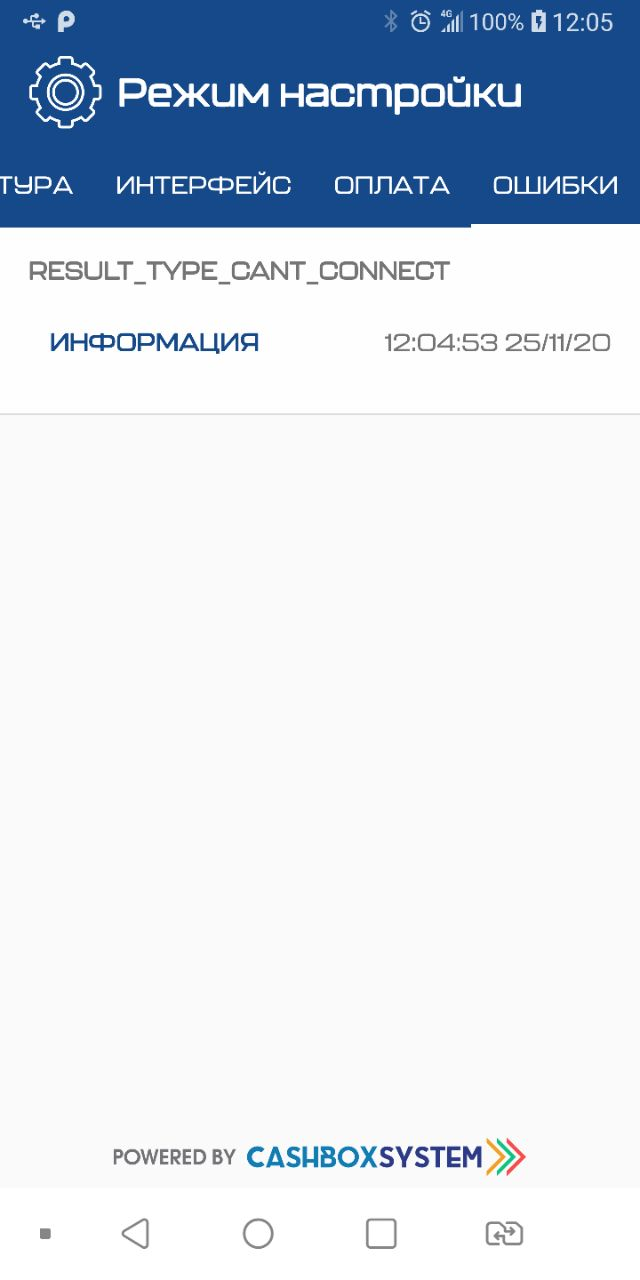 100% 12:05
Режим настройки
ТУРА ИНТЕРФЕЙС ОПЛАТА ОШИБКИ
RESULT_TYPE_CANT_CONNECT
ИНФОРМАЦИЯ 12:04:53 25/11/20
POWERED BY CASHBOXSYSTEM